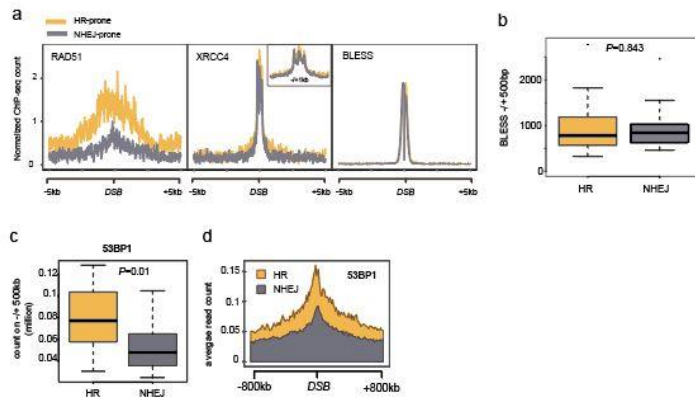 a
HR-prone
NHEJ-prone
RAD51
XRCC4
BLESS
-/+1kb
Normalized ChIP-seq count
2
1
0
-5kb DSB +5kb
-5kb DSB +5kb
-5kb DSB +5kb
b
P=0.843
BLESS -/+ 500bp
2000
1000
0
HR NHEJ
c
53BP1
P=0.01
count on -/+ 500kb
(million)
0.12
0.10
0.08
0.06
0.04
HR NHEJ
d
HR
NHEJ
53BP1
avergae read count
0.15
0.10
0.05
0
-800kb DSB +800kb